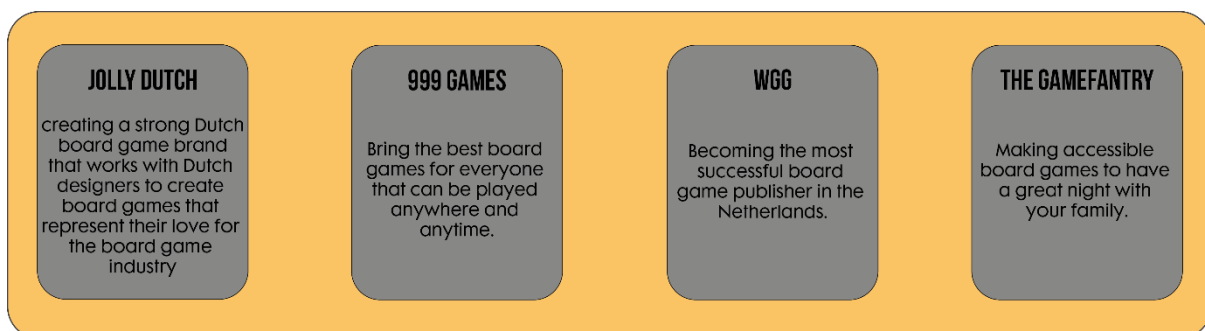 JOLLY DUTCH
creating a strong Dutch
board game brand
that works with Dutch
designers to create
board games that
represent their love for
the board game
industry
999 GAMES
Bring the best board
games for everyone
that can be played
anywhere and
anytime.
WGG
Becoming the most
successful board
game publisher in the
Netherlands.
THE GAMEFANTRY
Making accessible
board games to have
a great night with
your family.